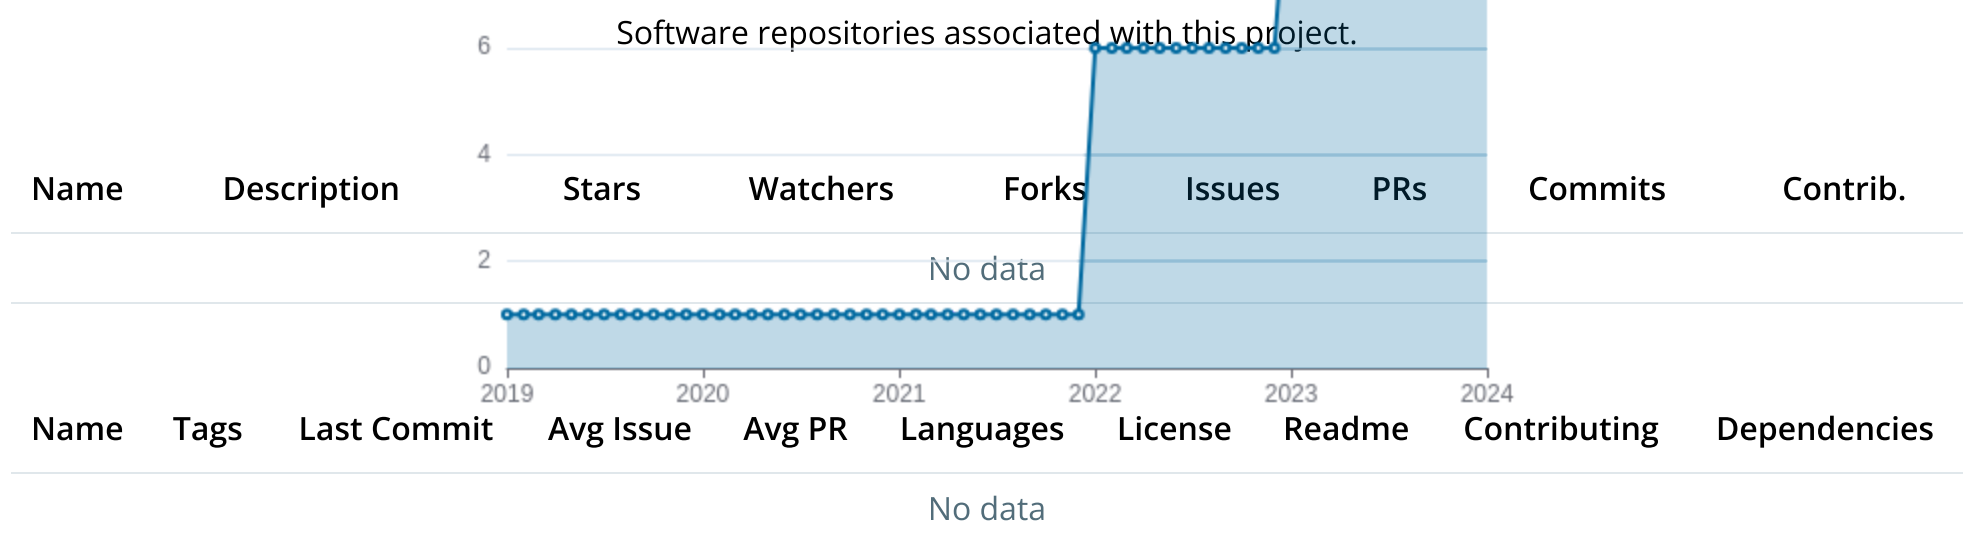 Software repositories associated with this project.
6
4
Name Description Stars Watchers Forks Issues PRs Commits Contrib.
2
No data
0
2019 2020 2021 2022 2023 2024
Name Tags Last Commit Avg Issue Avg PR Languages License Readme Contributing Dependencies
No data